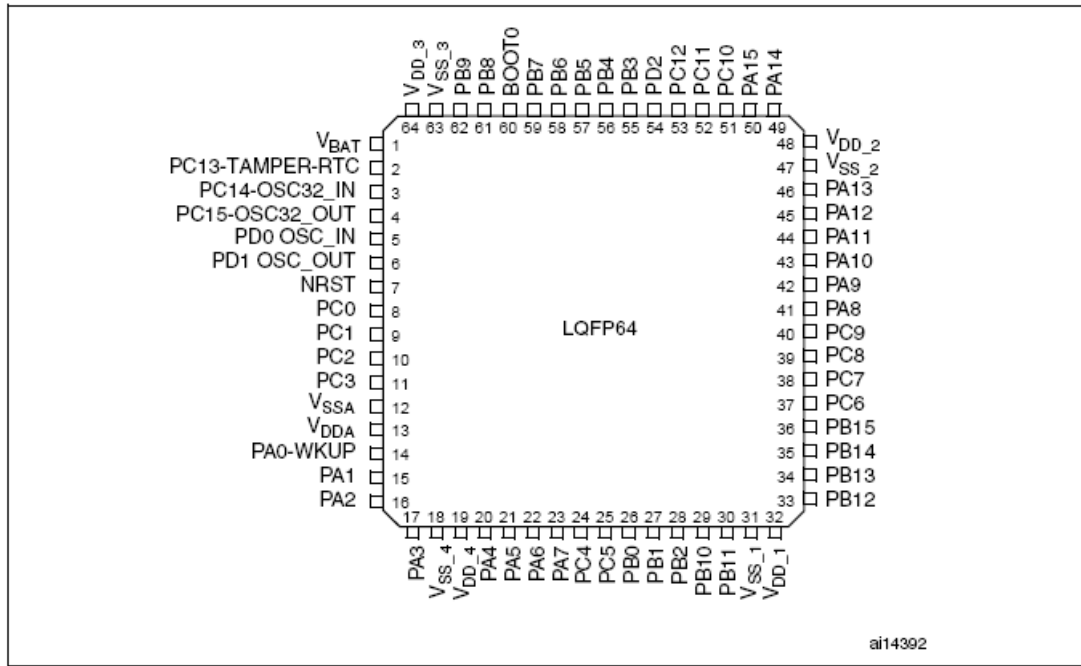 VDD_3
VSS_3
PB9
PB8
BOOT0
PB7
PB6
PB5
PB4
PB3
PD2
PC12
PC11
PC10
PA15
PA14
64 63 62 61 60 59 58 57 56 55 54 53 52 51 50 49
VBAT 1
PC13-TAMPER-RTC 2
PC14-OSC32_IN 3
PC15-OSC32_OUT 4
PD0 OSC_IN 5
PD1 OSC_OUT 6
NRST 7
PC0 8
PC1 9
PC2 10
PC3 11
VSSA 12
VDDA 13
PA0-WKUP 14
PA1 15
PA2 16
LQFP64
48 VDD_2
47 VSS_2
46 PA13
45 PA12
44 PA11
43 PA10
42 PA9
41 PA8
40 PC9
39 PC8
38 PC7
37 PC6
36 PB15
35 PB14
34 PB13
33 PB12
17 18 19 20 21 22 23 24 25 26 27 28 29 30 31 32
PA3
VSS_4
VDD_4
PA4
PA5
PA6
PA7
PC4
PC5
PB0
PB1
PB2
PB10
PB11
VSS_1
VDD_1
ai14392